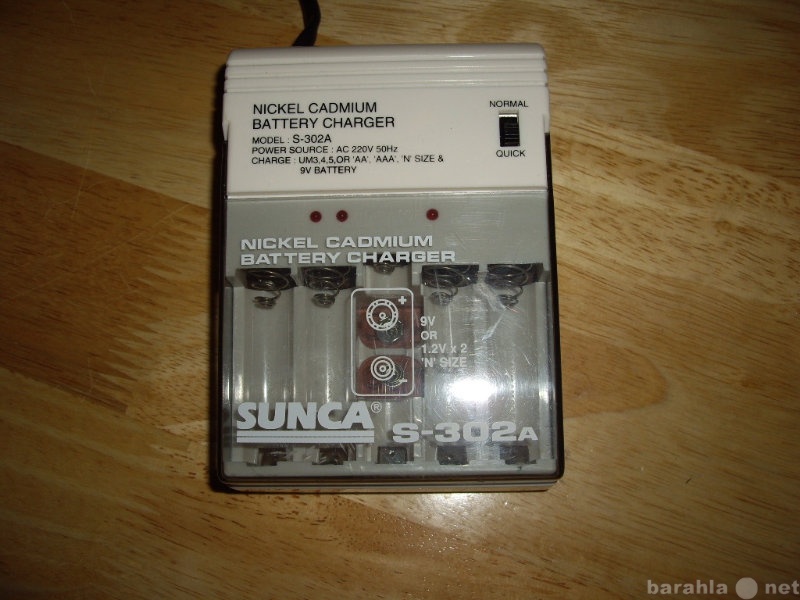 NICKEL CADMIUM
BATTERY CHARGER
MODEL : S-302A
POWER SOURCE : AC 220V 50Hz
CHARGE : UM3,4,5,OR 'AA', 'AAA', 'N' SIZE &
9V BATTERY
NORMAL
QUICK
NICKEL CADMIUM
BATTERY CHARGER
+
9V
OR
1.2V x 2
'N' SIZE
SUNCA®
S-302A
barahla net